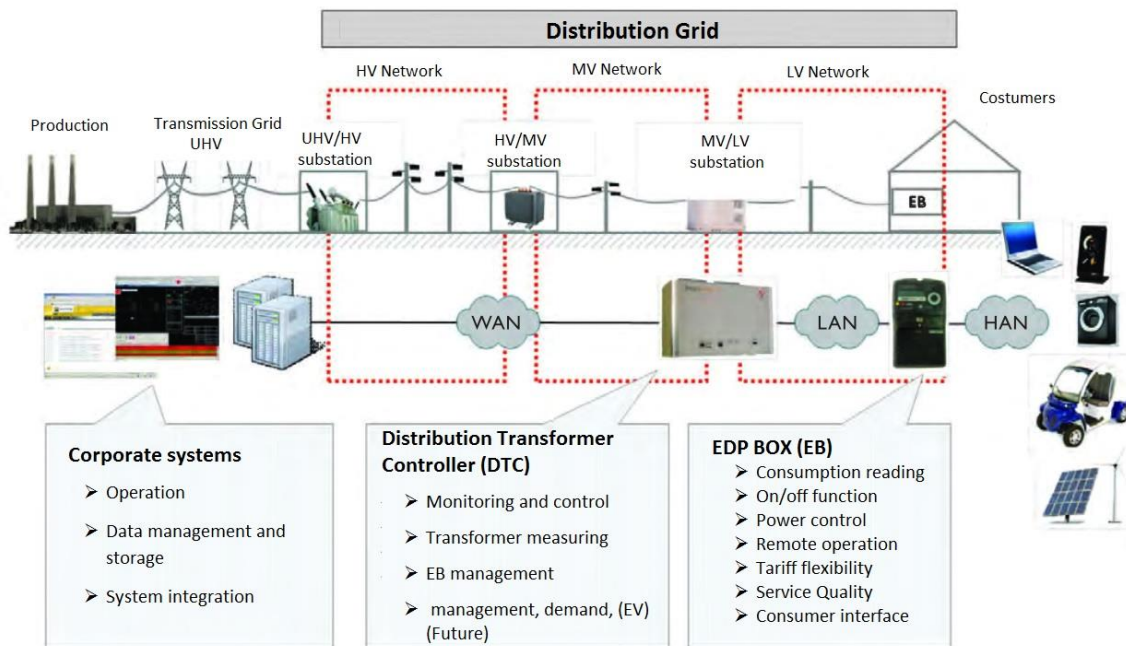 Distribution Grid
HV Network
MV Network
LV Network
Costumers
Production
Transmission Grid
UHV
UHV/HV
substation
HV/MV
substation
MV/LV
substation
EB
WAN
LAN
HAN
Corporate systems
➢ Operation
➢ Data management and
storage
➢ System integration
Distribution Transformer
Controller (DTC)
➢ Monitoring and control
➢ Transformer measuring
➢ EB management
➢ management, demand, (EV)
(Future)
EDP BOX (EB)
➢ Consumption reading
➢ On/off function
➢ Power control
➢ Remote operation
➢ Tariff flexibility
➢ Service Quality
➢ Consumer interface